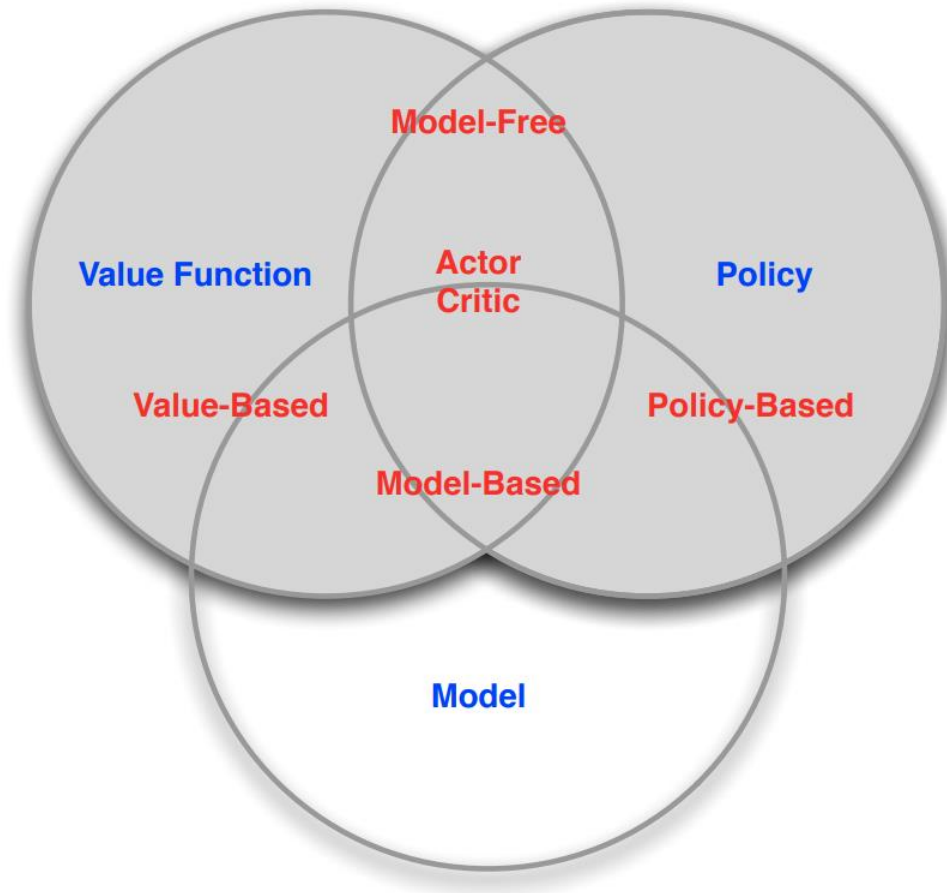 Model-Free
Value Function
Actor
Critic
Policy
Value-Based
Policy-Based
Model-Based
Model